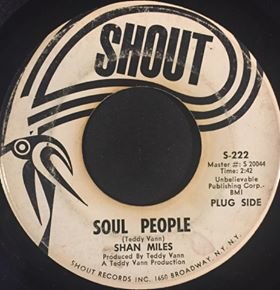 SHOUT
S-222
Master #: S 20044
Time: 2:42
Unbelievable
Publishing Corp.-
BMI
PLUG SIDE
SOUL PEOPLE
(Teddy Vann)
SHAN MILES
Produced By Teddy Vann
A Teddy Vann Production
SHOUT RECORDS INC. 1650 BROADWAY, N.Y. N.Y.